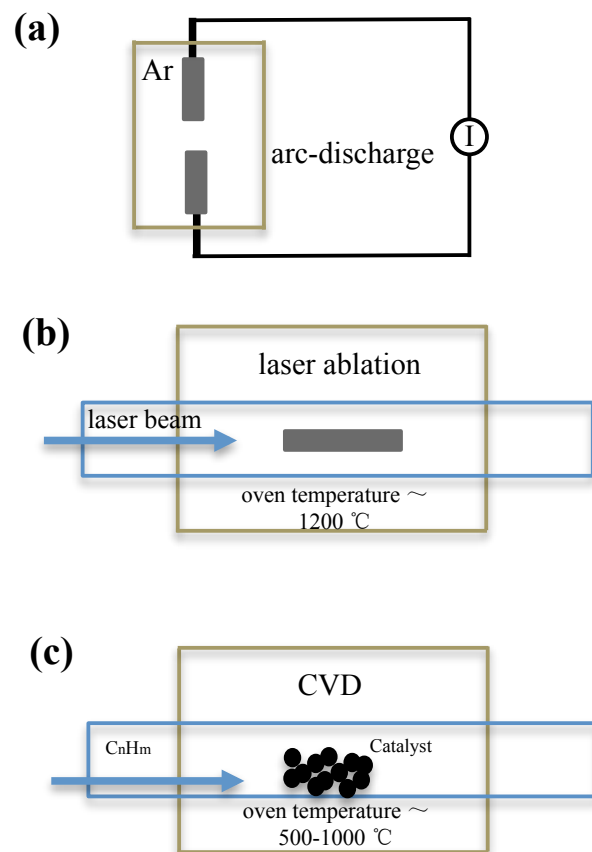 (a)
Ar
I
arc-discharge
(b)
laser ablation
laser beam
oven temperature ～
1200 ℃
(c)
CVD
CnHm
Catalyst
oven temperature ～
500-1000 ℃